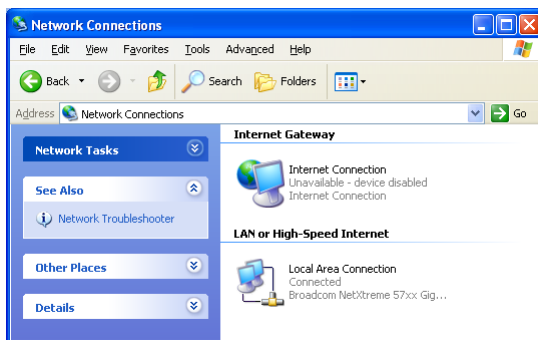 Network Connections
File Edit View Favorites Tools Advanced Help
Back Search Folders
Address Network Connections Go
Network Tasks
See Also
Network Troubleshooter
Other Places
Details
Internet Gateway
Internet Connection
Unavailable - device disabled
Internet Connection
LAN or High-Speed Internet
Local Area Connection
Connected
Broadcom NetXtreme 57xx Gig...